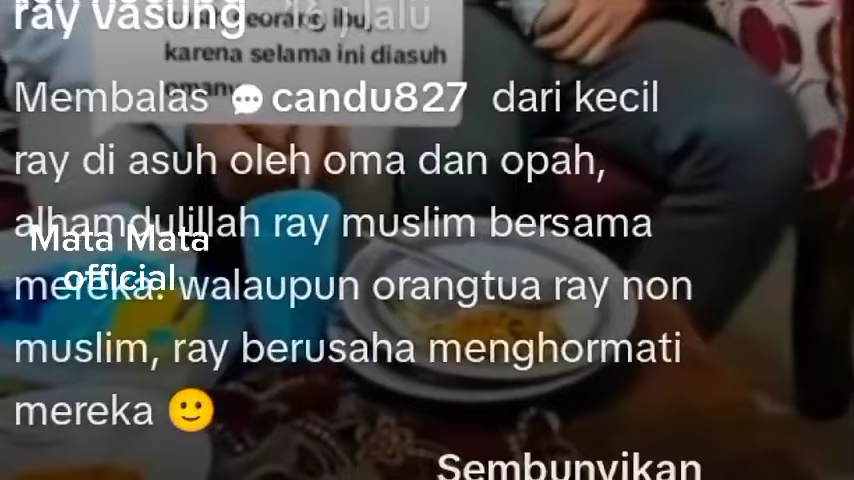 ray vasung lalu
karena selama ini diasuh
Membalas candu827 dari kecil
ray di asuh oleh oma dan opah,
alhamdulillah ray muslim bersama
Mata Mata
official
mereka. walaupun orangtua ray non
muslim, ray berusaha menghormati
mereka 🙂
Sembunyikan